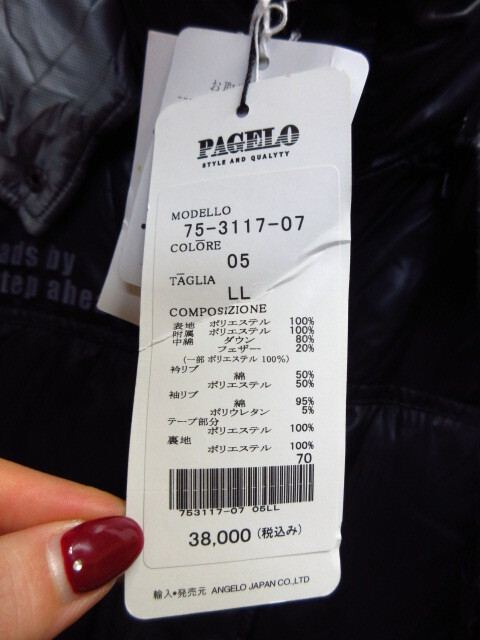 お取
PAGELO
STYLE AND QUALYTY
MODELLO
75-3117-07
COLORE
05
TAGLIA
LL
COMPOSIZIONE
表地 ポリエステル 100%
附属 ポリエステル 100%
中綿 ダウン 80%
フェザー 20%
(一部 ポリエステル 100%)
衿リブ
綿 50%
ポリエステル 50%
袖リブ
綿 95%
ポリウレタン 5%
テープ部分
ポリエステル 100%
裏地
ポリエステル 100%
70
753117-07 05LL
38,000 (税込み)
輸入•発売元 ANGELO JAPAN CO.,LTD
ads by
tep ahe